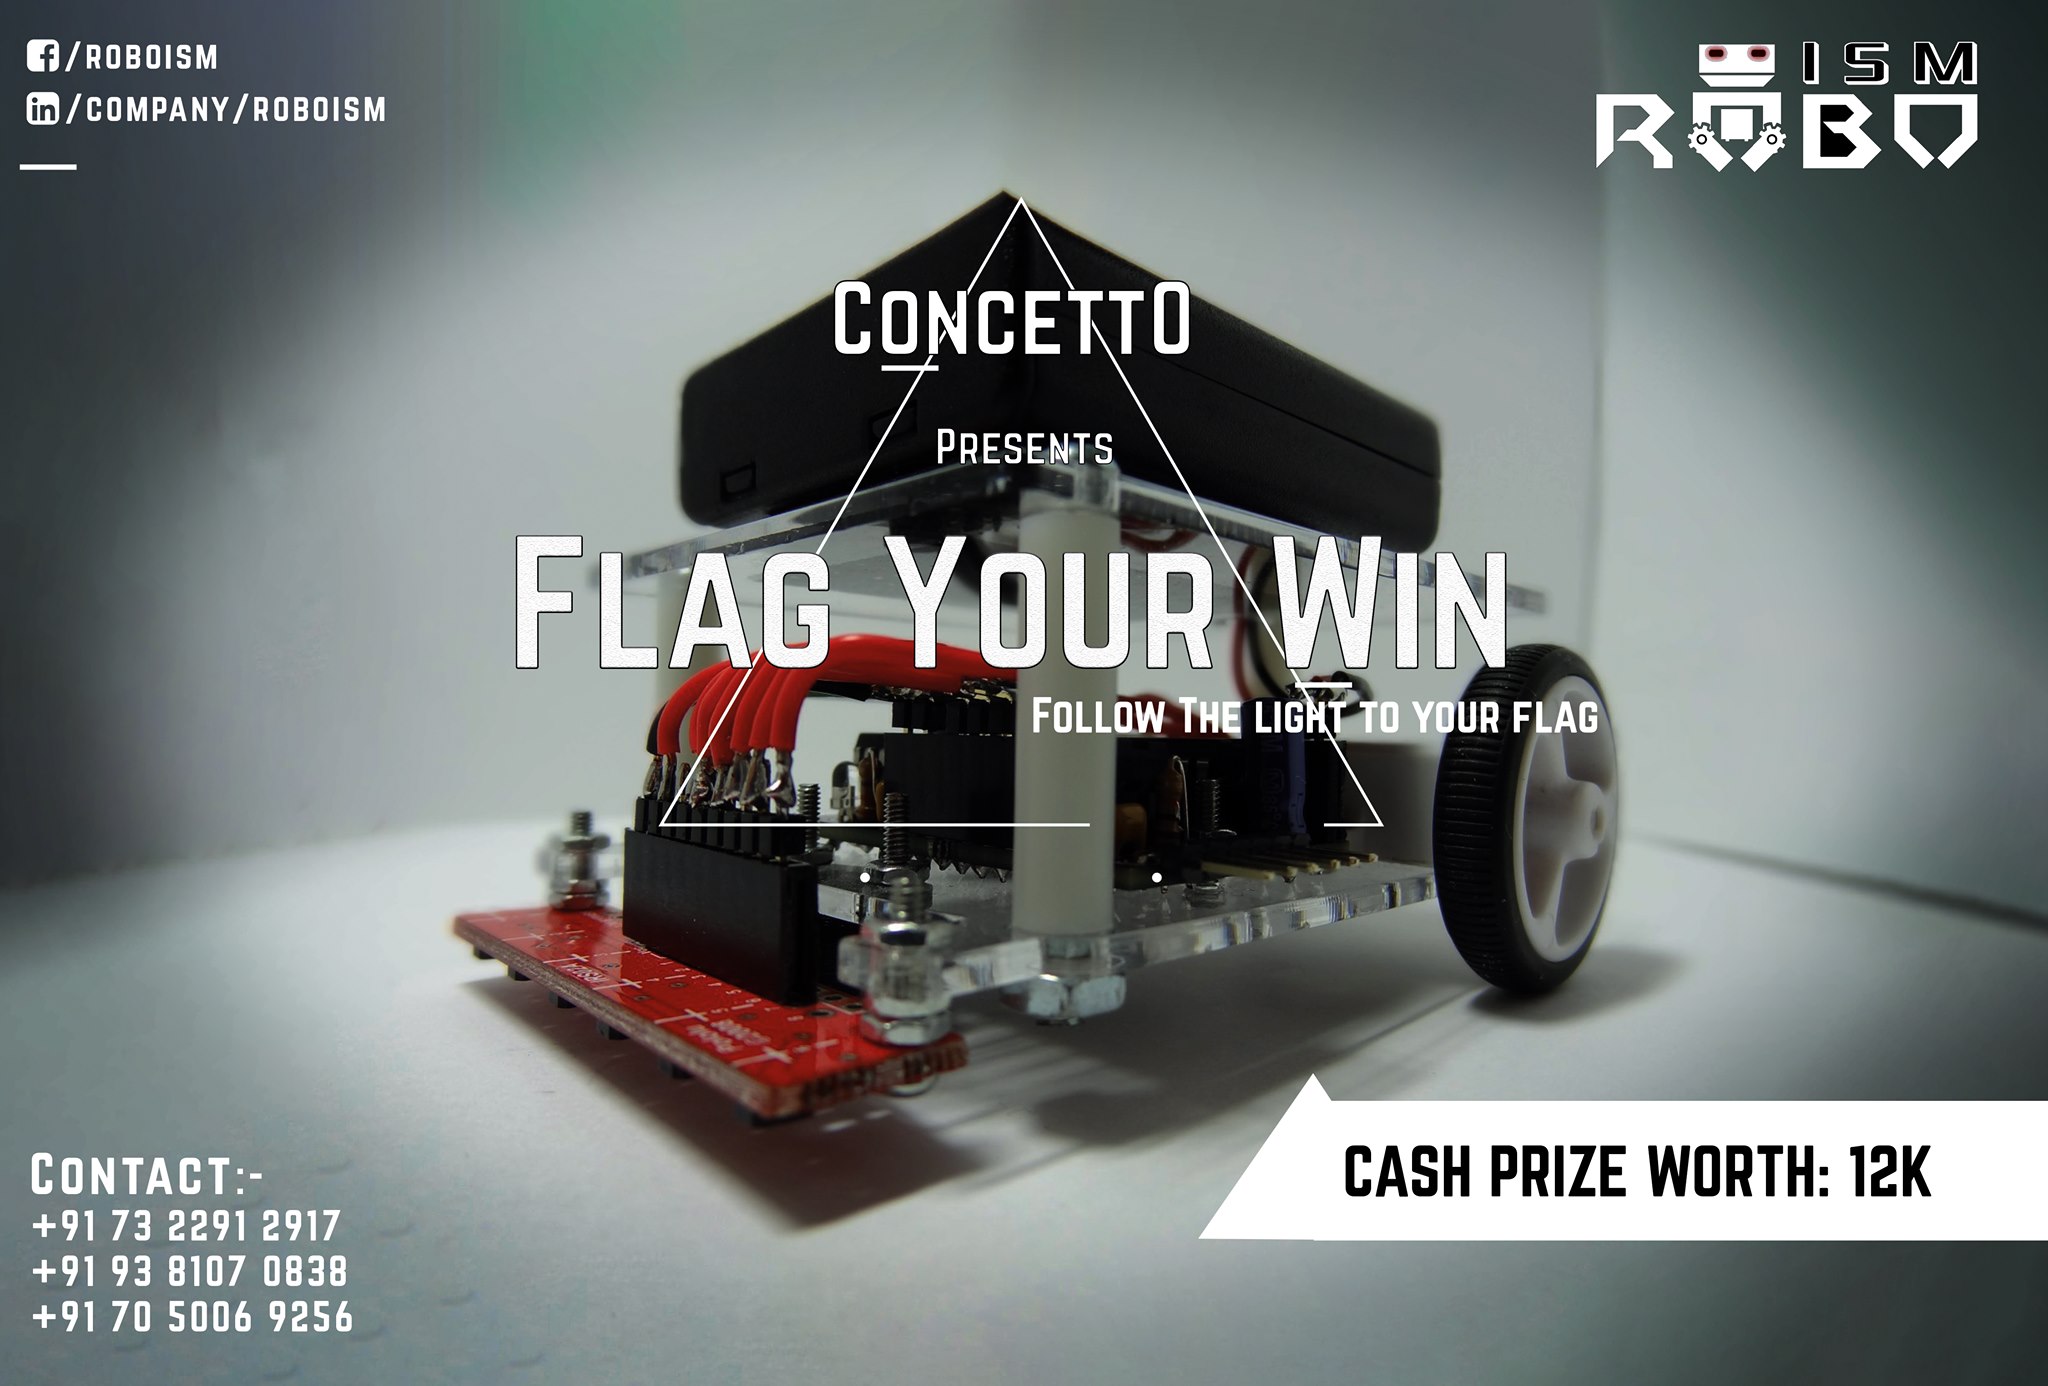 /ROBOISM
/COMPANY/ROBOISM
ISM
ROBO
CONCETTO
PRESENTS
FLAG YOUR WIN
FOLLOW THE LIGHT TO YOUR FLAG
CASH PRIZE WORTH: 12K
CONTACT:-
+91 73 2291 2917
+91 93 8107 0838
+91 70 5006 9256